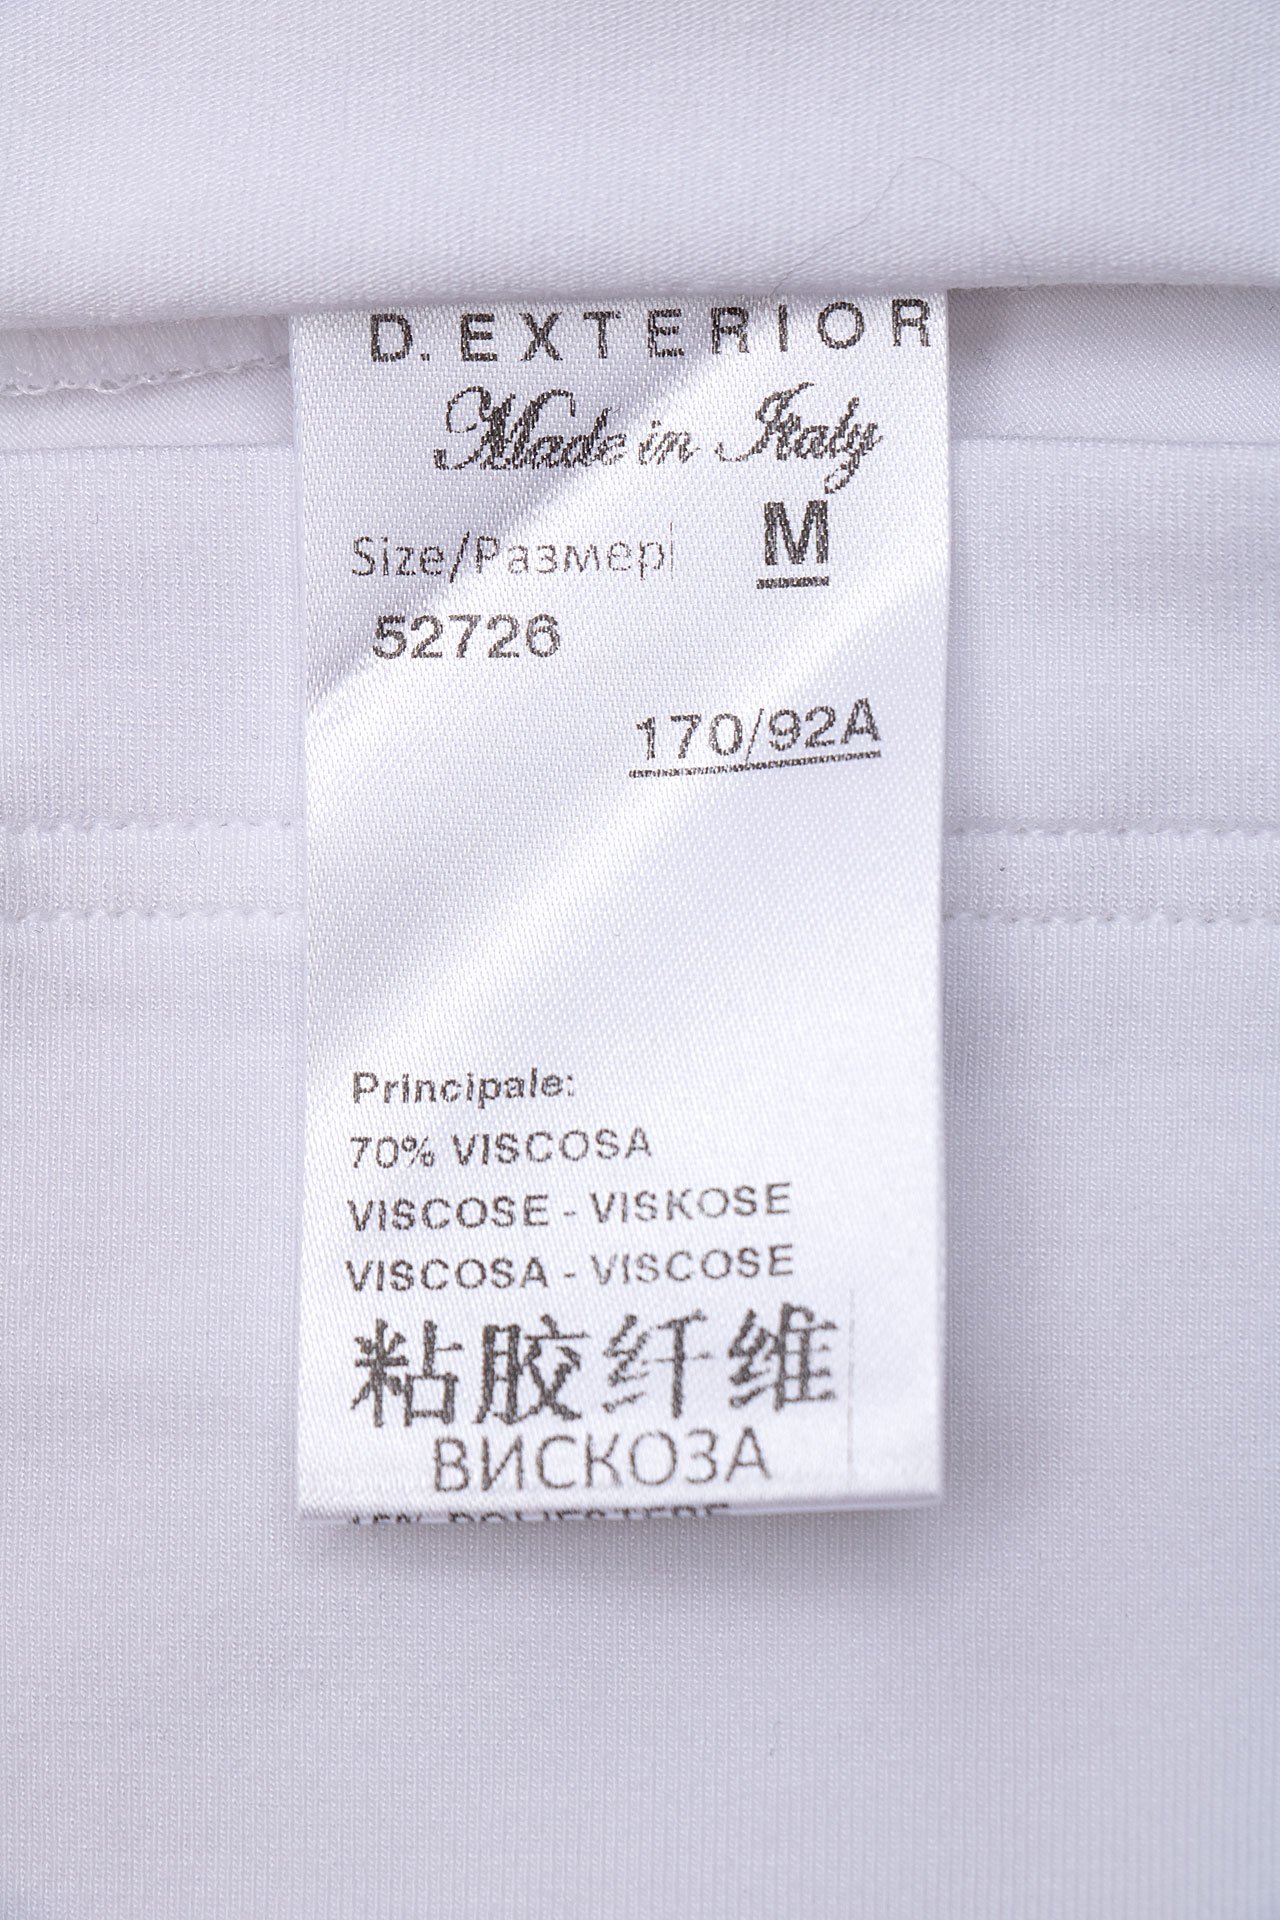 D. EXTERIOR
Made in Italy
Size/Размер M
52726
170/92A
Principale:
70% VISCOSA
VISCOSE - VISKOSE
VISCOSA - VISCOSE
粘胶纤维
ВИСКОЗА